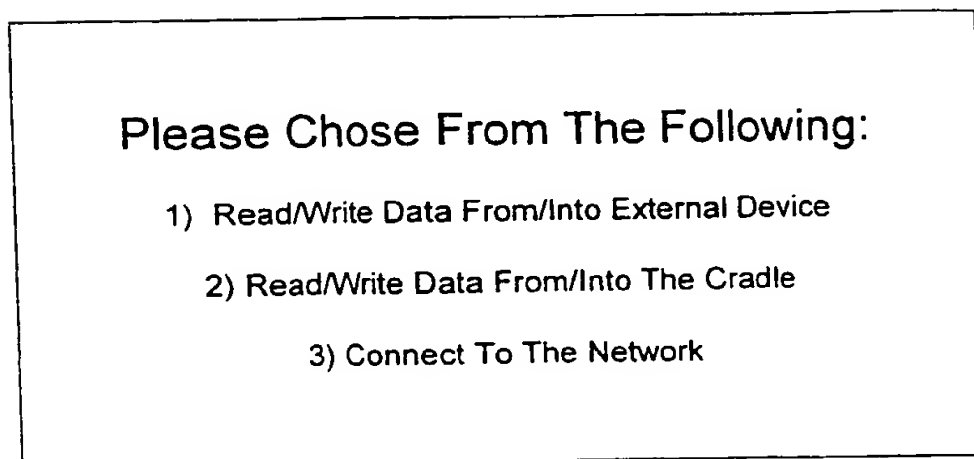 Please Chose From The Following:
1) Read/Write Data From/Into External Device
2) Read/Write Data From/Into The Cradle
3) Connect To The Network